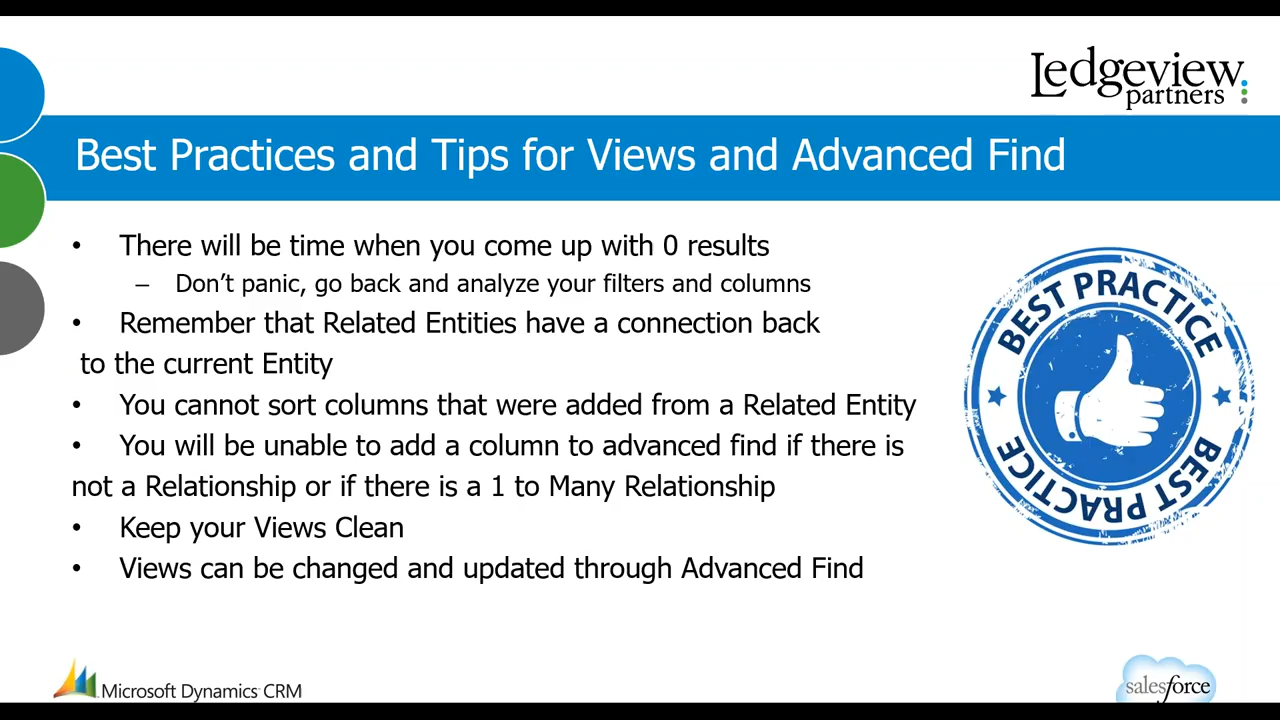 Ledgeview
partners
Best Practices and Tips for Views and Advanced Find
• There will be time when you come up with 0 results
– Don’t panic, go back and analyze your filters and columns
• Remember that Related Entities have a connection back
to the current Entity
• You cannot sort columns that were added from a Related Entity
• You will be unable to add a column to advanced find if there is
not a Relationship or if there is a 1 to Many Relationship
• Keep your Views Clean
• Views can be changed and updated through Advanced Find
BEST PRACTICE
BEST PRACTICE
Microsoft Dynamics CRM
salesforce